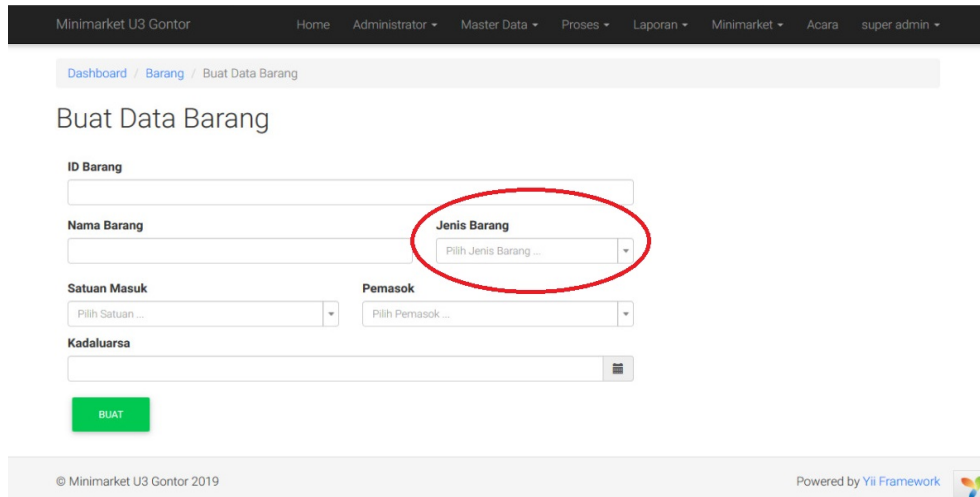 Minimarket U3 Gontor Home Administrator Master Data Proses Laporan Minimarket Acara super admin
Dashboard / Barang / Buat Data Barang
Buat Data Barang
ID Barang
Nama Barang Jenis Barang
Pilih Jenis Barang ...
Satuan Masuk Pemasok
Pilih Satuan ... Pilih Pemasok ...
Kadaluarsa
BUAT
© Minimarket U3 Gontor 2019 Powered by Yii Framework